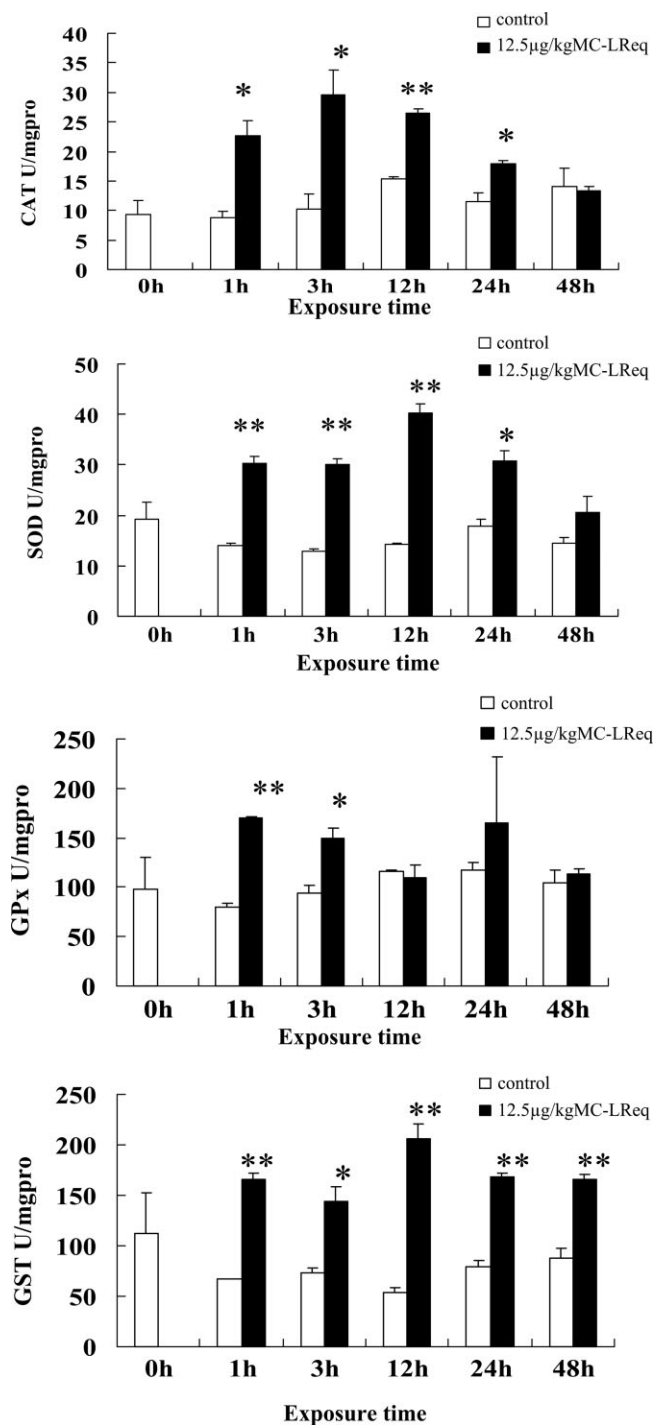 control
12.5µg/kgMC-LReq
CAT U/mgpro
40
35
30
25
20
15
10
5
0
* * ** *
0h 1h 3h 12h 24h 48h
Exposure time
control
12.5µg/kgMC-LReq
SOD U/mgpro
50
40
30
20
10
0
** ** ** *
0h 1h 3h 12h 24h 48h
Exposure time
control
12.5µg/kgMC-LReq
GPx U/mgpro
250
200
150
100
50
0
** *
0h 1h 3h 12h 24h 48h
Exposure time
control
12.5µg/kgMC-LReq
GST U/mgpro
250
200
150
100
50
0
** * ** ** **
0h 1h 3h 12h 24h 48h
Exposure time